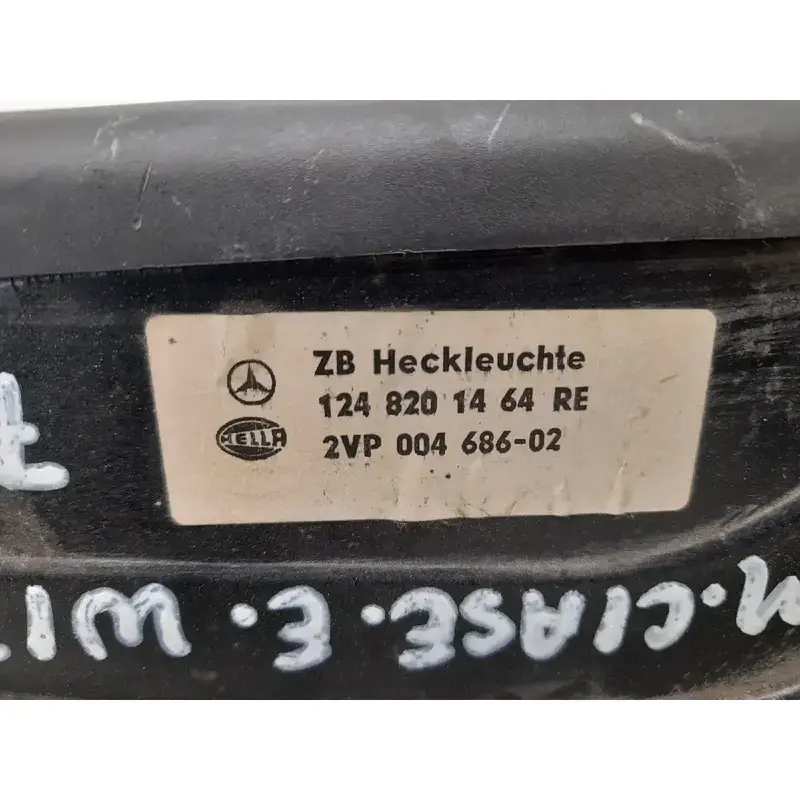 ZB Heckleuchte
124 820 14 64 RE
HELLA
2VP 004 686-02
M.CLASE.E.W1